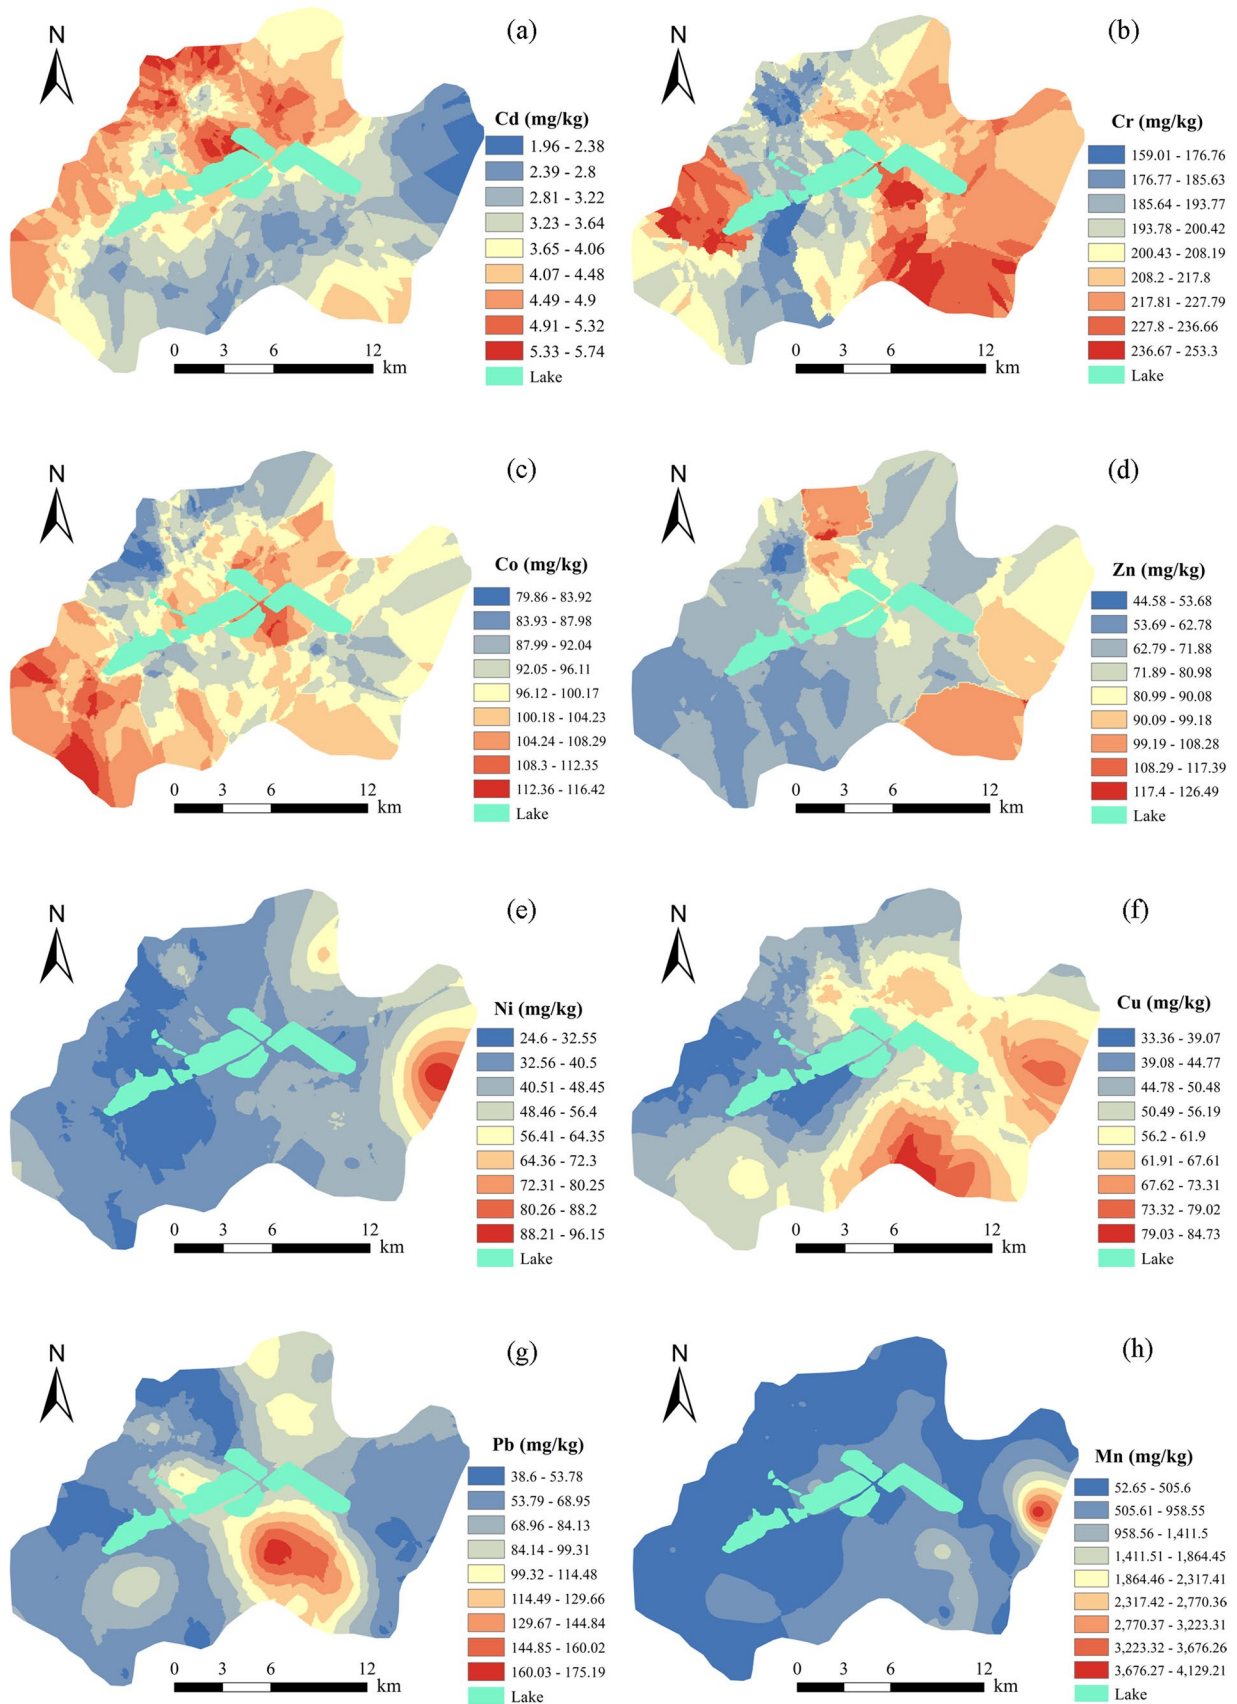 N
(a)
Cd (mg/kg)
1.96 - 2.38
2.39 - 2.8
2.81 - 3.22
3.23 - 3.64
3.65 - 4.06
4.07 - 4.48
4.49 - 4.9
4.91 - 5.32
5.33 - 5.74
Lake
0 3 6 12
km
N
(b)
Cr (mg/kg)
159.01 - 176.76
176.77 - 185.63
185.64 - 193.77
193.78 - 200.42
200.43 - 208.19
208.2 - 217.8
217.81 - 227.79
227.8 - 236.66
236.67 - 253.3
Lake
0 3 6 12
km
N
(c)
Co (mg/kg)
79.86 - 83.92
83.93 - 87.98
87.99 - 92.04
92.05 - 96.11
96.12 - 100.17
100.18 - 104.23
104.24 - 108.29
108.3 - 112.35
112.36 - 116.42
Lake
0 3 6 12
km
N
(d)
Zn (mg/kg)
44.58 - 53.68
53.69 - 62.78
62.79 - 71.88
71.89 - 80.98
80.99 - 90.08
90.09 - 99.18
99.19 - 108.28
108.29 - 117.39
117.4 - 126.49
Lake
0 3 6 12
km
N
(e)
Ni (mg/kg)
24.6 - 32.55
32.56 - 40.5
40.51 - 48.45
48.46 - 56.4
56.41 - 64.35
64.36 - 72.3
72.31 - 80.25
80.26 - 88.2
88.21 - 96.15
Lake
0 3 6 12
km
N
(f)
Cu (mg/kg)
33.36 - 39.07
39.08 - 44.77
44.78 - 50.48
50.49 - 56.19
56.2 - 61.9
61.91 - 67.61
67.62 - 73.31
73.32 - 79.02
79.03 - 84.73
Lake
0 3 6 12
km
N
(g)
Pb (mg/kg)
38.6 - 53.78
53.79 - 68.95
68.96 - 84.13
84.14 - 99.31
99.32 - 114.48
114.49 - 129.66
129.67 - 144.84
144.85 - 160.02
160.03 - 175.19
Lake
0 3 6 12
km
N
(h)
Mn (mg/kg)
52.65 - 505.6
505.61 - 958.55
958.56 - 1,411.5
1,411.51 - 1,864.45
1,864.46 - 2,317.41
2,317.42 - 2,770.36
2,770.37 - 3,223.31
3,223.32 - 3,676.26
3,676.27 - 4,129.21
Lake
0 3 6 12
km